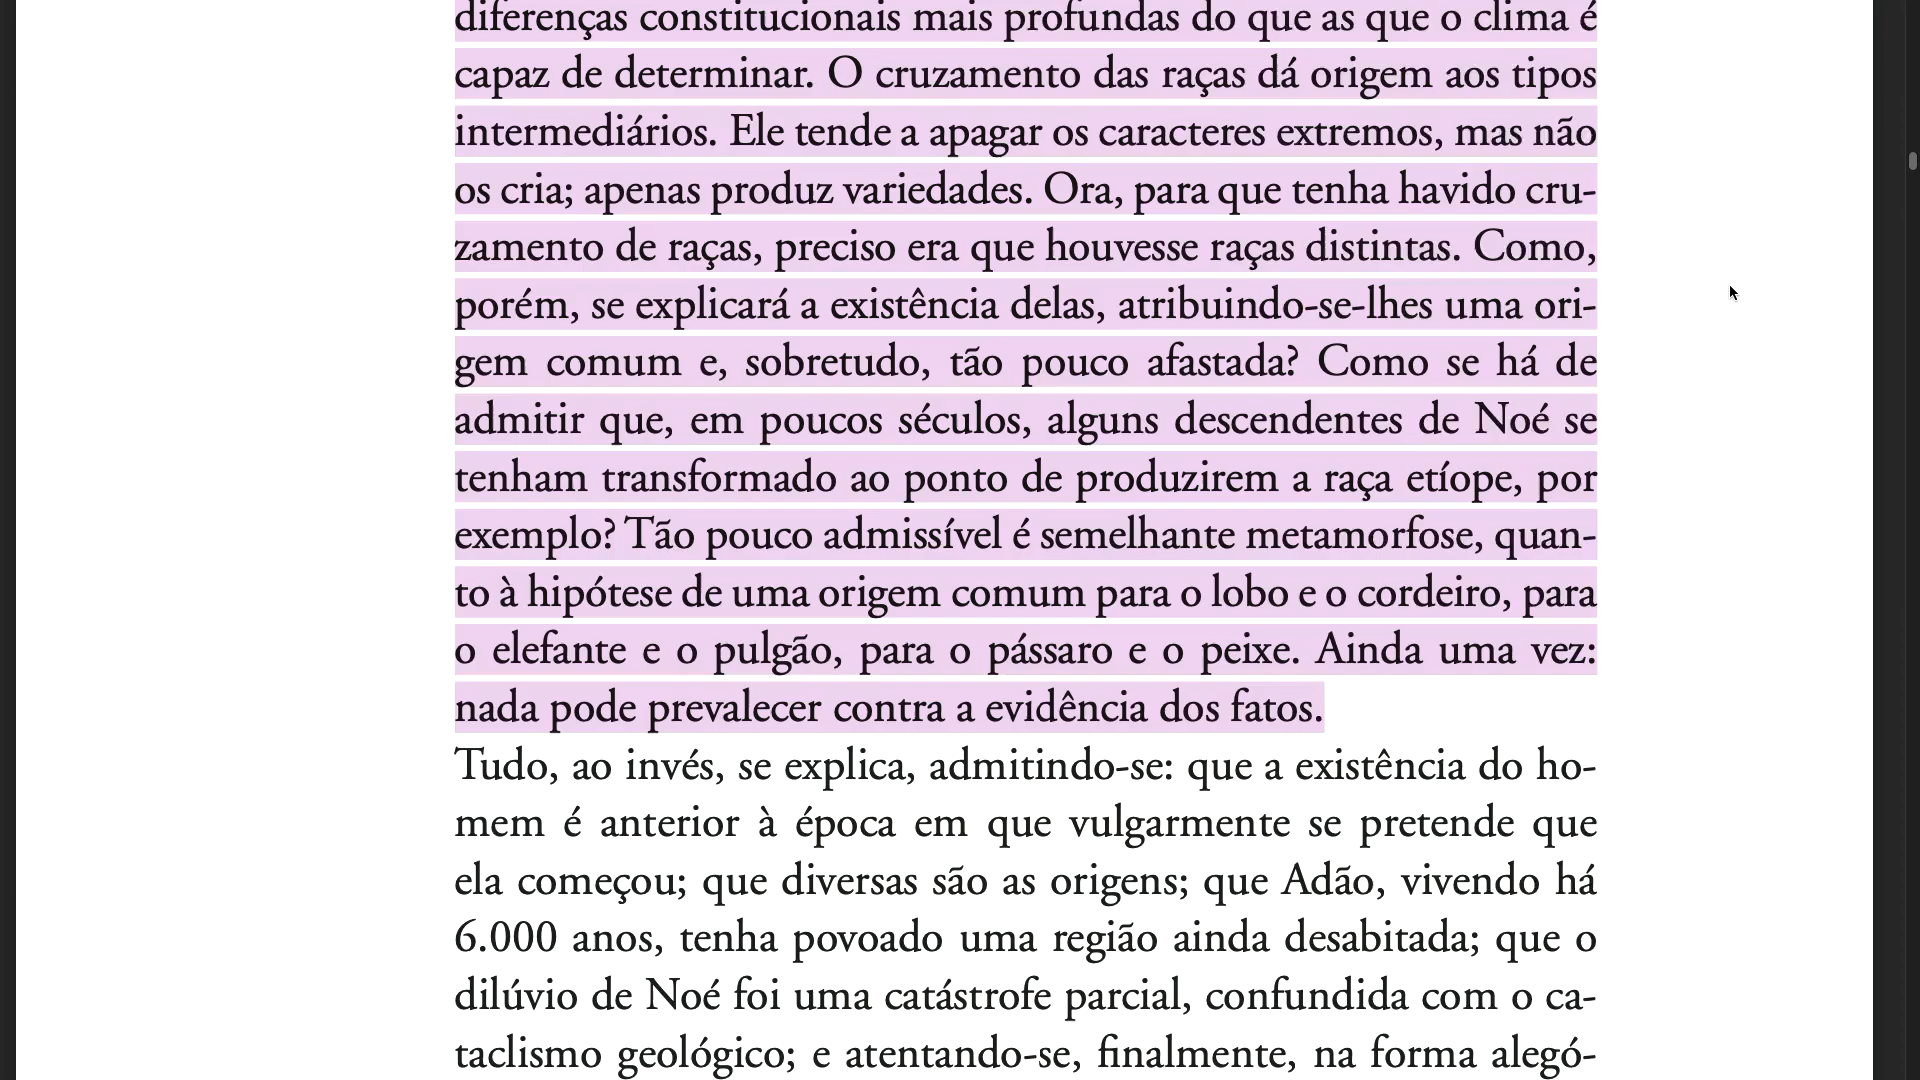 diferenças constitucionais mais profundas do que as que o clima é
capaz de determinar. O cruzamento das raças dá origem aos tipos
intermediários. Ele tende a apagar os caracteres extremos, mas não
os cria; apenas produz variedades. Ora, para que tenha havido cru-
zamento de raças, preciso era que houvesse raças distintas. Como,
porém, se explicará a existência delas, atribuindo-se-lhes uma ori-
gem comum e, sobretudo, tão pouco afastada? Como se há de
admitir que, em poucos séculos, alguns descendentes de Noé se
tenham transformado ao ponto de produzirem a raça etíope, por
exemplo? Tão pouco admissível é semelhante metamorfose, quan-
to à hipótese de uma origem comum para o lobo e o cordeiro, para
o elefante e o pulgão, para o pássaro e o peixe. Ainda uma vez:
nada pode prevalecer contra a evidência dos fatos.
Tudo, ao invés, se explica, admitindo-se: que a existência do ho-
mem é anterior à época em que vulgarmente se pretende que
ela começou; que diversas são as origens; que Adão, vivendo há
6.000 anos, tenha povoado uma região ainda desabitada; que o
dilúvio de Noé foi uma catástrofe parcial, confundida com o ca-
taclismo geológico; e atentando-se, finalmente, na forma alegó-